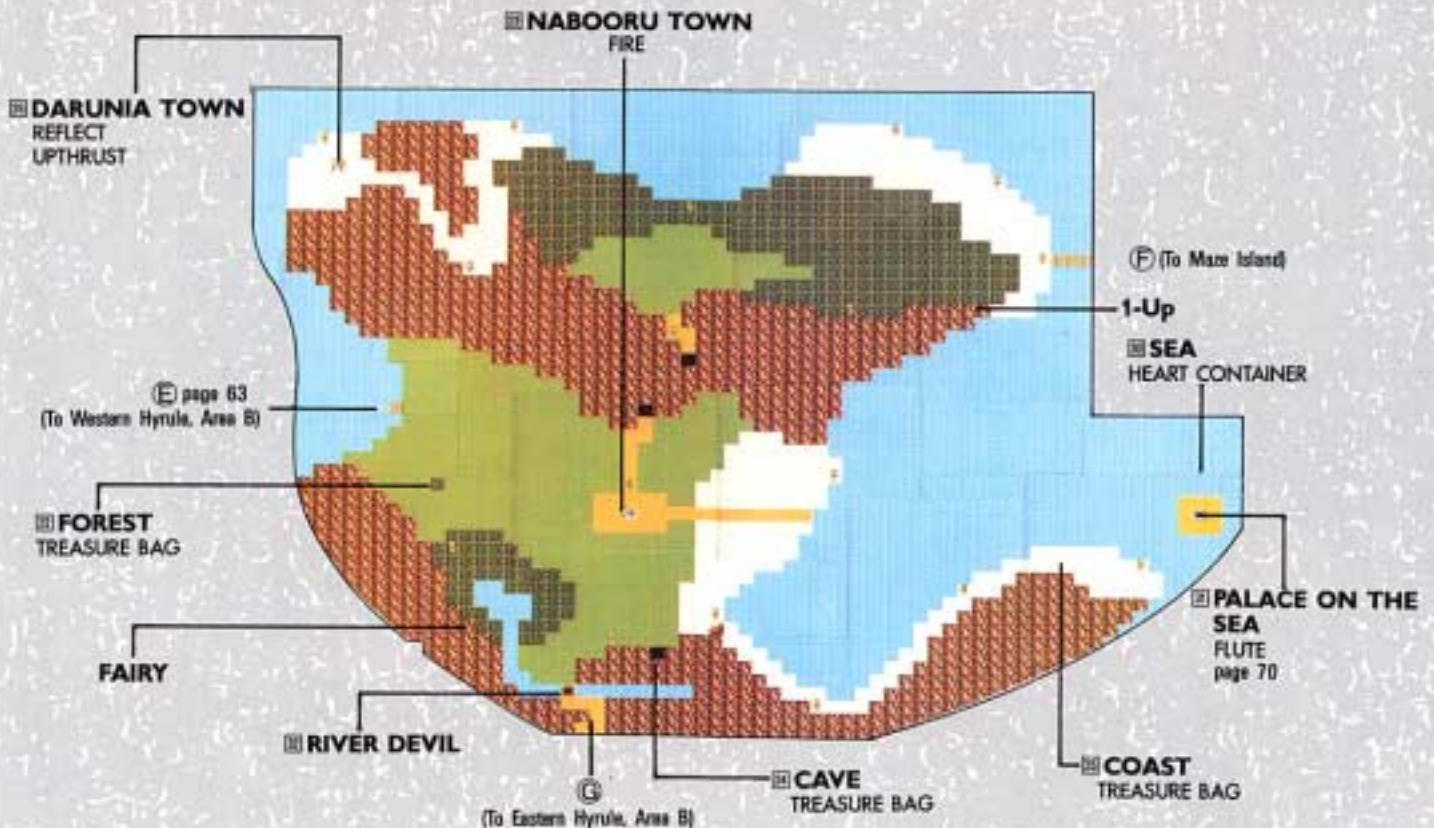 NABOORU TOWN
FIRE
DARUNIA TOWN
REFLECT
UPTHRUST
Ⓕ (To Maze Island)
1-Up
SEA
HEART CONTAINER
Ⓔ page 63
(To Western Hyrule, Area B)
FOREST
TREASURE BAG
PALACE ON THE
SEA
FLUTE
page 70
FAIRY
RIVER DEVIL
CAVE
TREASURE BAG
COAST
TREASURE BAG
Ⓖ
(To Eastern Hyrule, Area B)